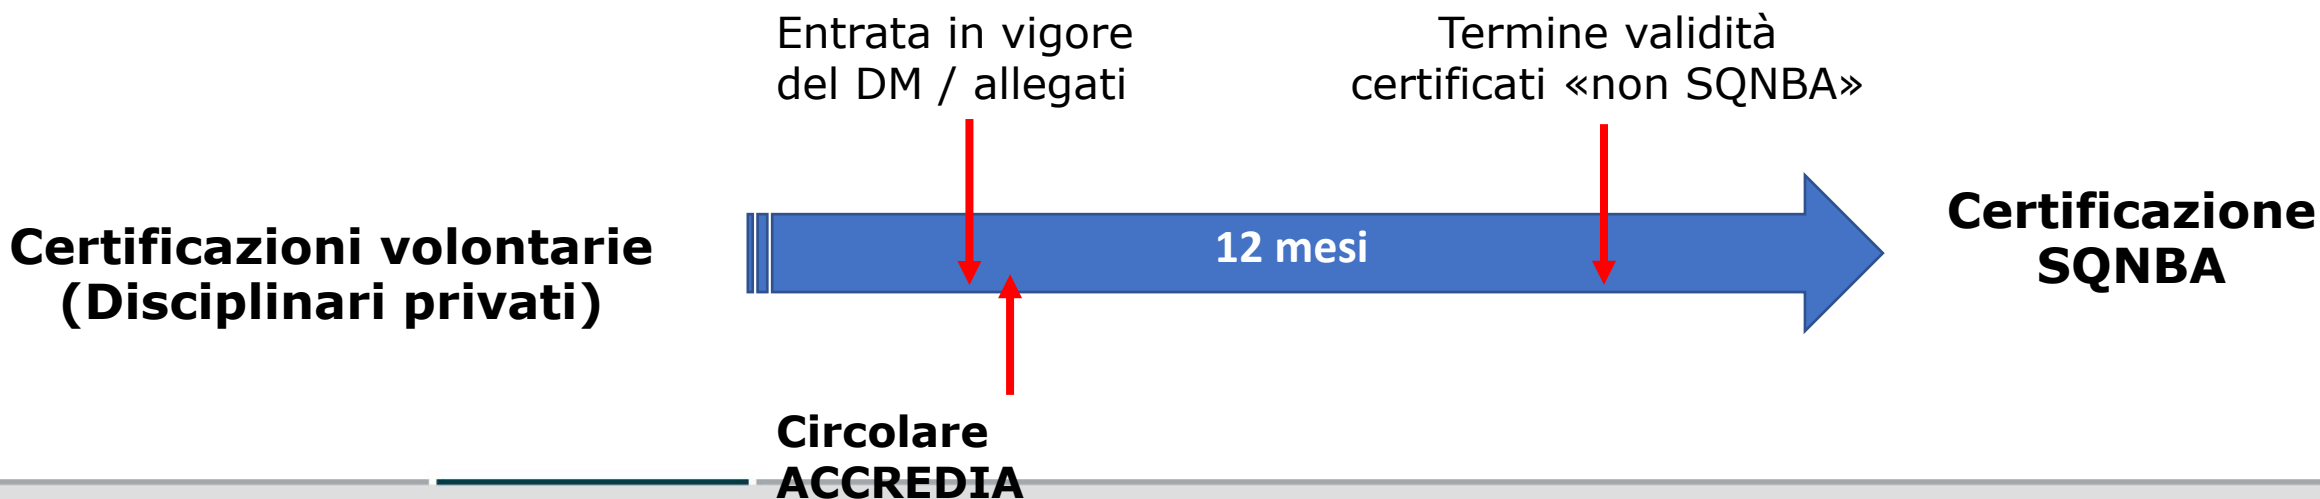 Entrata in vigore
del DM / allegati
Termine validità
certificati «non SQNBA»
Certificazioni volontarie
(Disciplinari privati)
12 mesi
Certificazione
SQNBA
Circolare
ACCREDIA